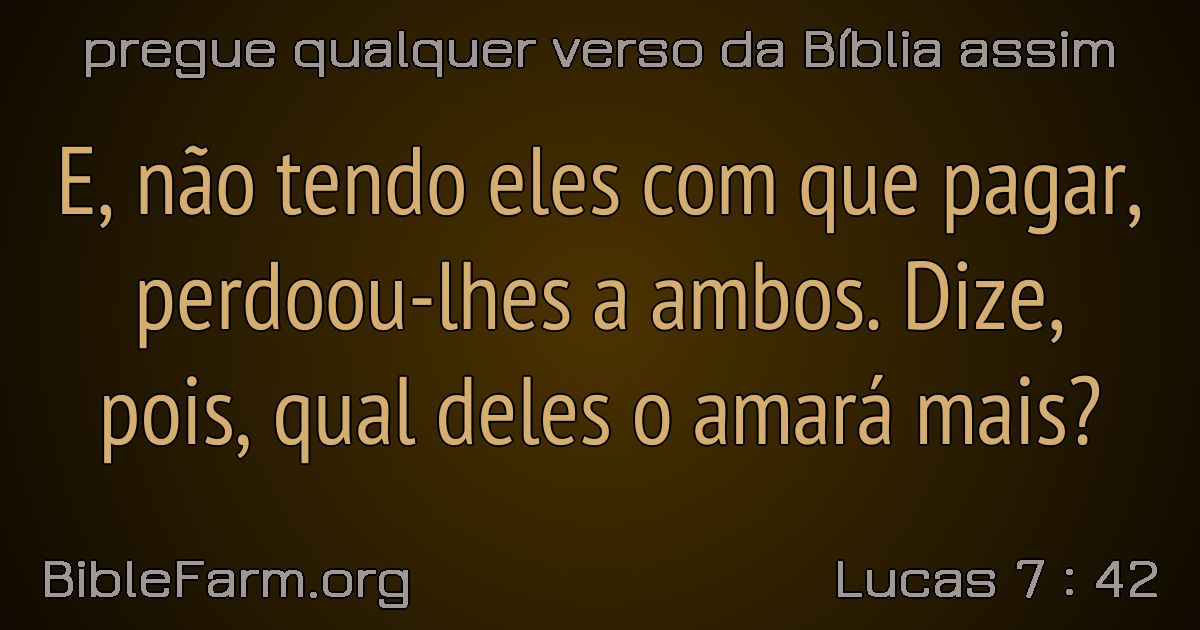 pregue qualquer verso da Bíblia assim
E, não tendo eles com que pagar,
perdoou-lhes a ambos. Dize,
pois, qual deles o amará mais?
BibleFarm.org
Lucas 7 : 42